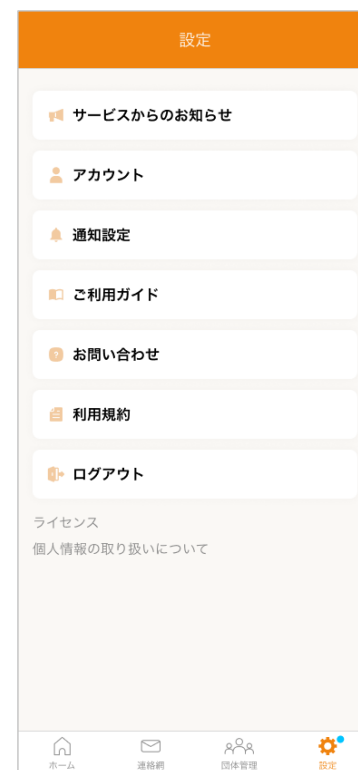 設定
サービスからのお知らせ
アカウント
通知設定
ご利用ガイド
お問い合わせ
利用規約
ログアウト
ライセンス
個人情報の取り扱いについて
ホーム
連絡網
団体管理
設定